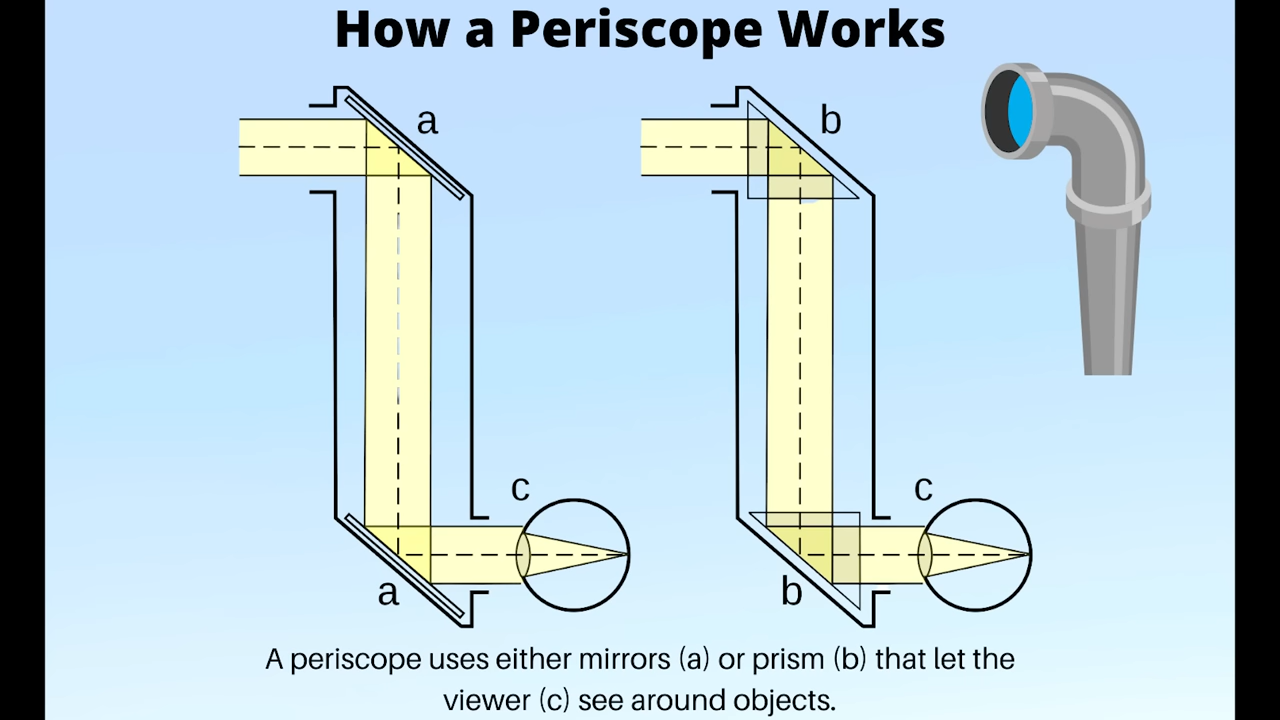 How a Periscope Works
a
b
c
c
a
b
A periscope uses either mirrors (a) or prism (b) that let the
viewer (c) see around objects.